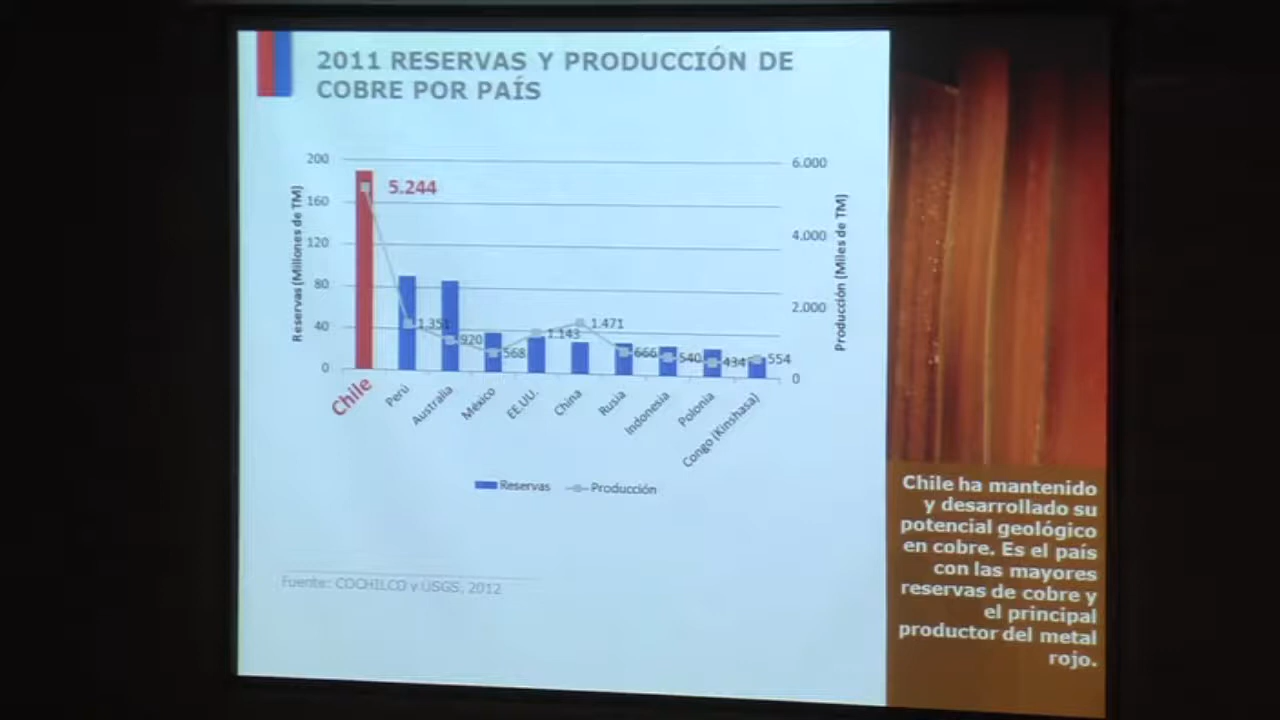 2011 RESERVAS Y PRODUCCIÓN DE
COBRE POR PAÍS
200
160
120
80
40
0
Reservas (Millones de TM)
6.000
4.000
2.000
0
Producción (Miles de TM)
5.244
1.351
920
568
1.143
1.471
666
540
434
554
Chile
Perú
Australia
México
EE.UU.
China
Rusia
Indonesia
Polonia
Congo (Kinshasa)
Reservas
Producción
Fuente: COCHILCO y USGS, 2012
Chile ha mantenido
y desarrollado su
potencial geológico
en cobre. Es el país
con las mayores
reservas de cobre y
el principal
productor del metal
rojo.